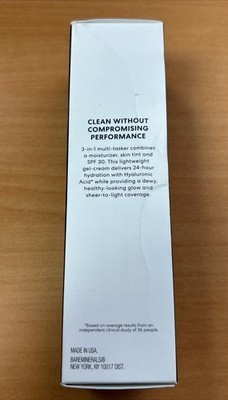 CLEAN WITHOUT
COMPROMISING
PERFORMANCE
3-in-1 multi-tasker combines
a moisturizer, skin tint and
SPF 30. This lightweight
gel-cream delivers 24-hour
hydration with Hyaluronic
Acid* while providing a dewy,
healthy-looking glow and
sheer-to-light coverage.
*Based on average results from an
independent clinical study of 36 people.
MADE IN USA.
BAREMINERALS®
NEW YORK, NY 10017 DIST.